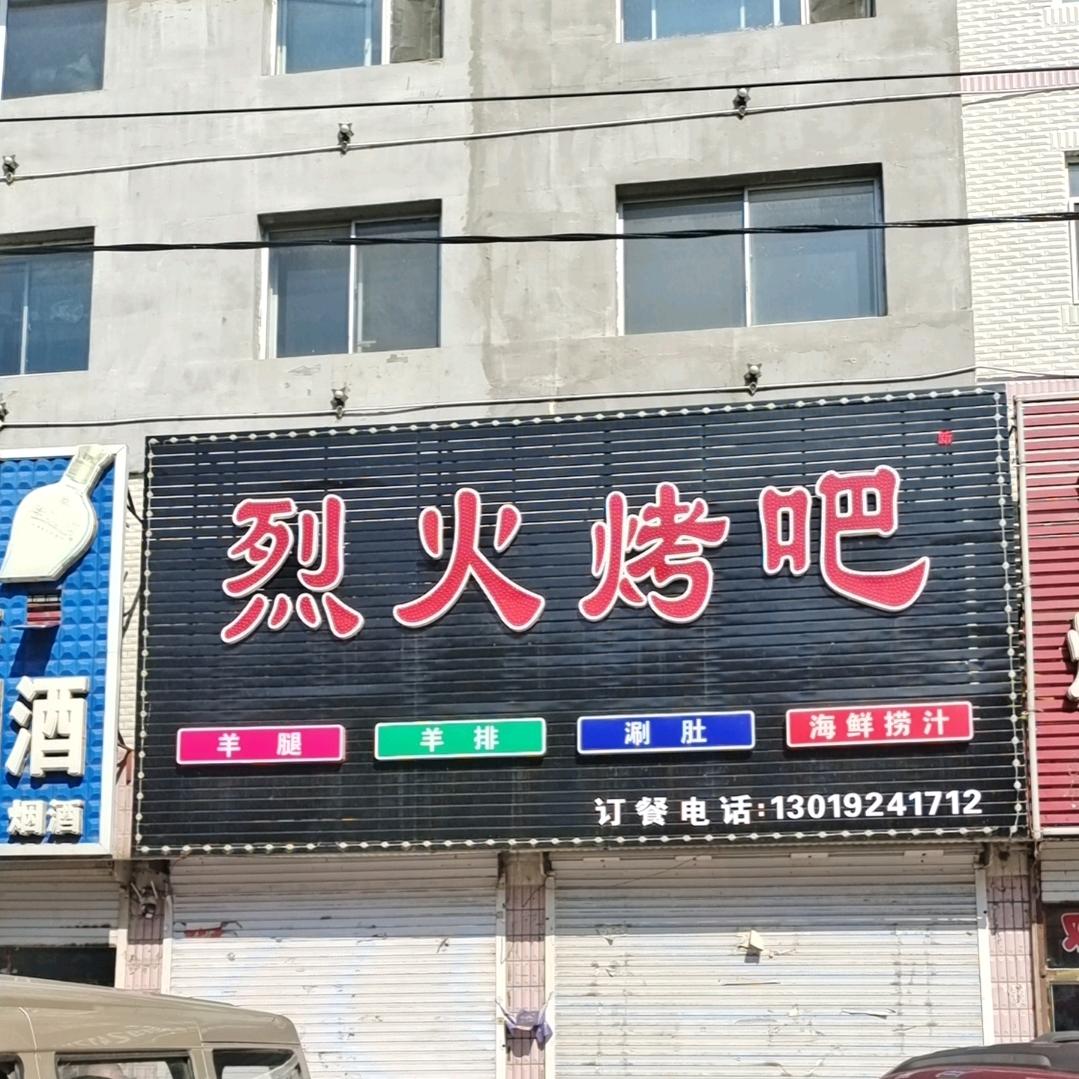 烈火烤吧
羊腿
羊排
涮肚
海鲜捞汁
订餐电话:13019241712
酒
烟酒